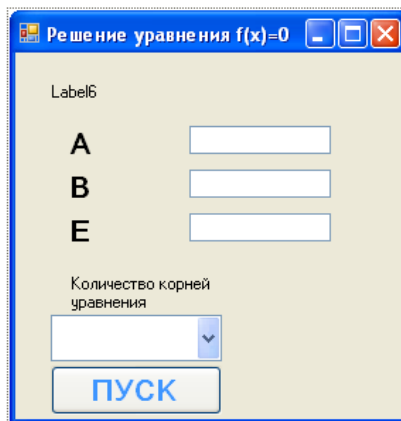 Решение уравнения f(x)=0
Label6
A
B
E
Количество корней
уравнения
ПУСК